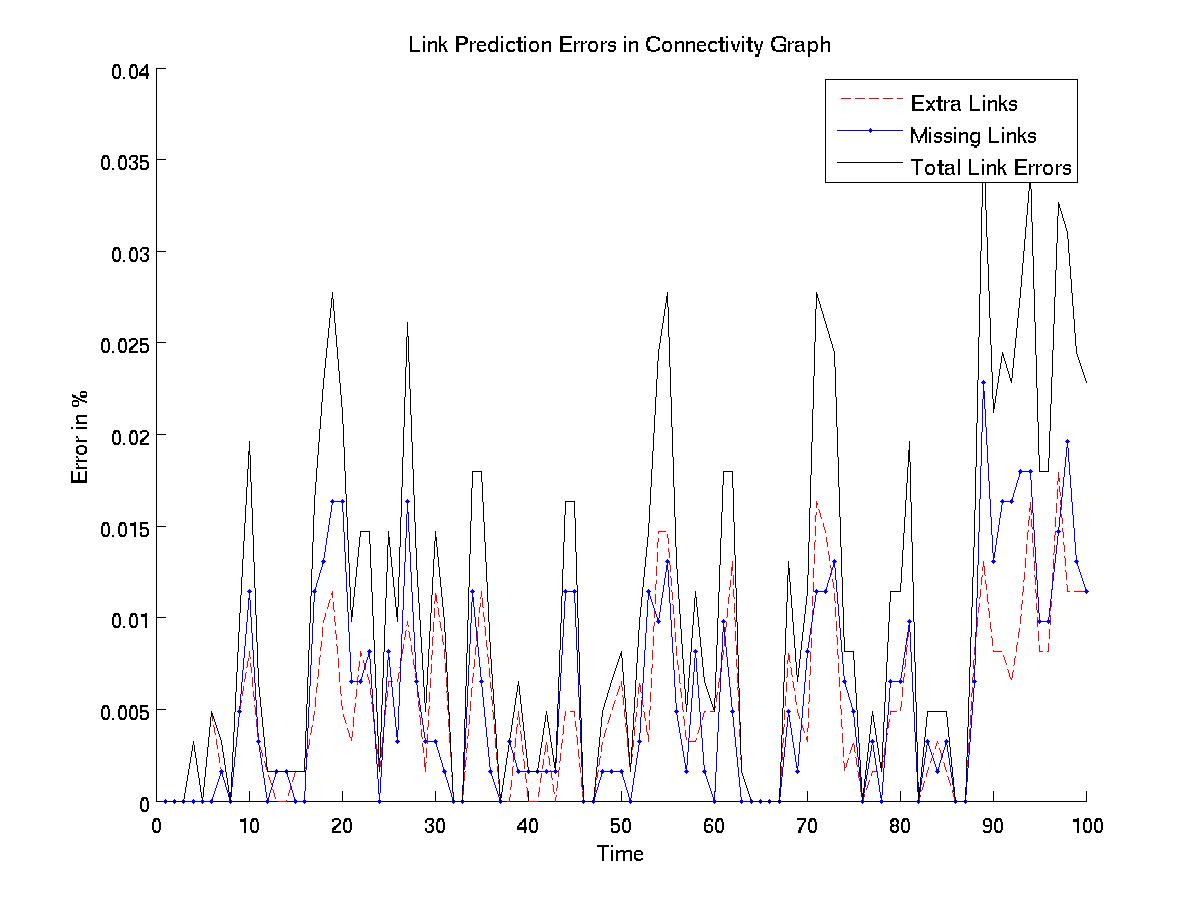 Link Prediction Errors in Connectivity Graph
0.04
0.035
0.03
0.025
0.02
0.015
0.01
0.005
0
Error in %
Extra Links
Missing Links
Total Link Errors
0 10 20 30 40 50 60 70 80 90 100
Time